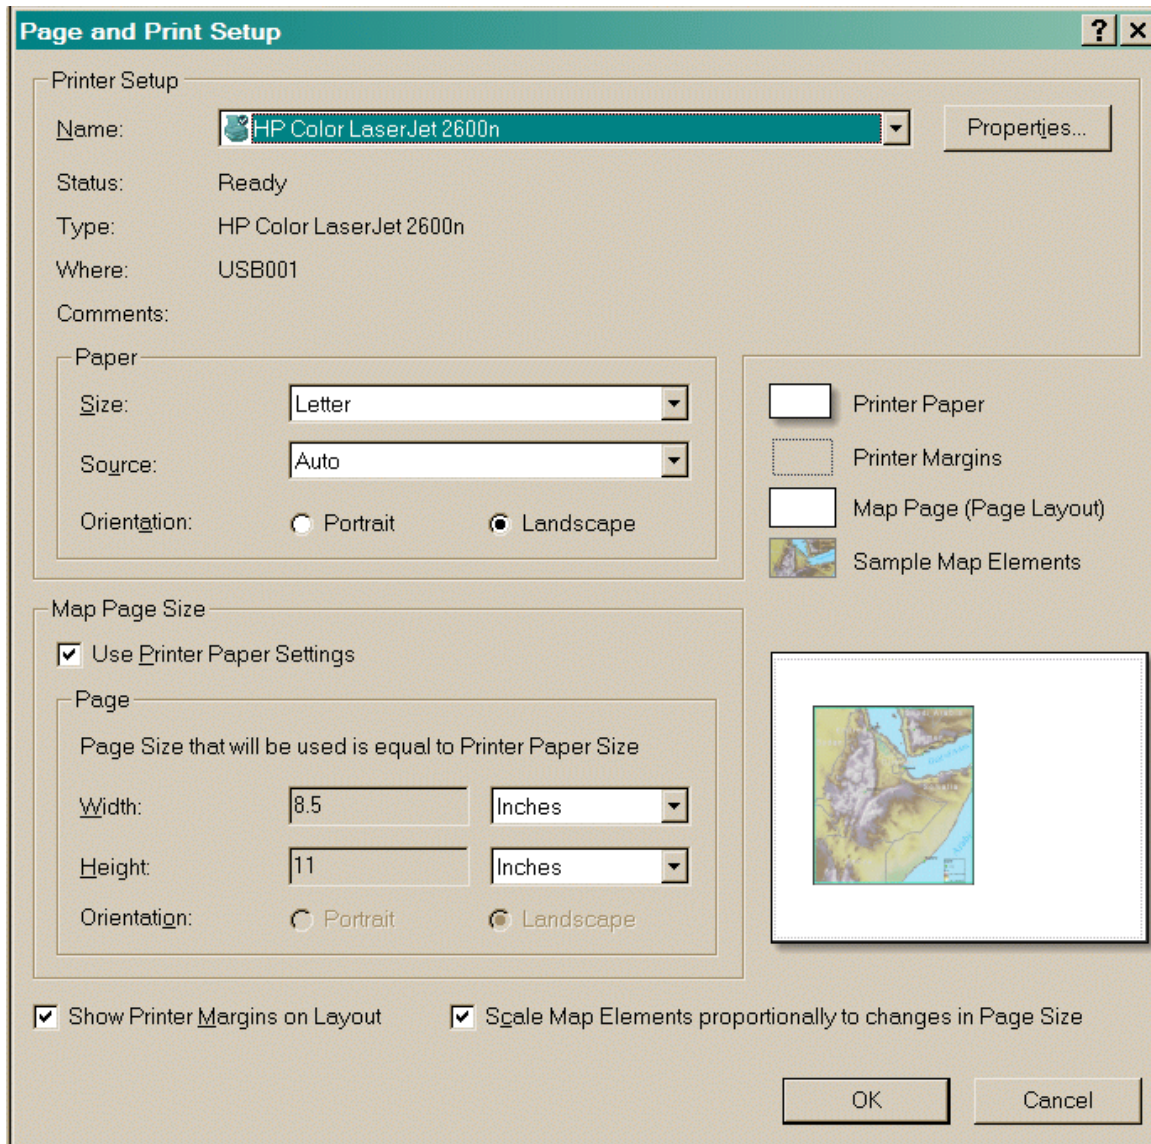 Page and Print Setup
Printer Setup
Name: HP Color LaserJet 2600n Properties...
Status: Ready
Type: HP Color LaserJet 2600n
Where: USB001
Comments:
Paper
Size: Letter
Source: Auto
Orientation: Portrait Landscape
Printer Paper
Printer Margins
Map Page (Page Layout)
Sample Map Elements
Map Page Size
Use Printer Paper Settings
Page
Page Size that will be used is equal to Printer Paper Size
Width: 8.5 Inches
Height: 11 Inches
Orientation: Portrait Landscape
Show Printer Margins on Layout Scale Map Elements proportionally to changes in Page Size
OK Cancel